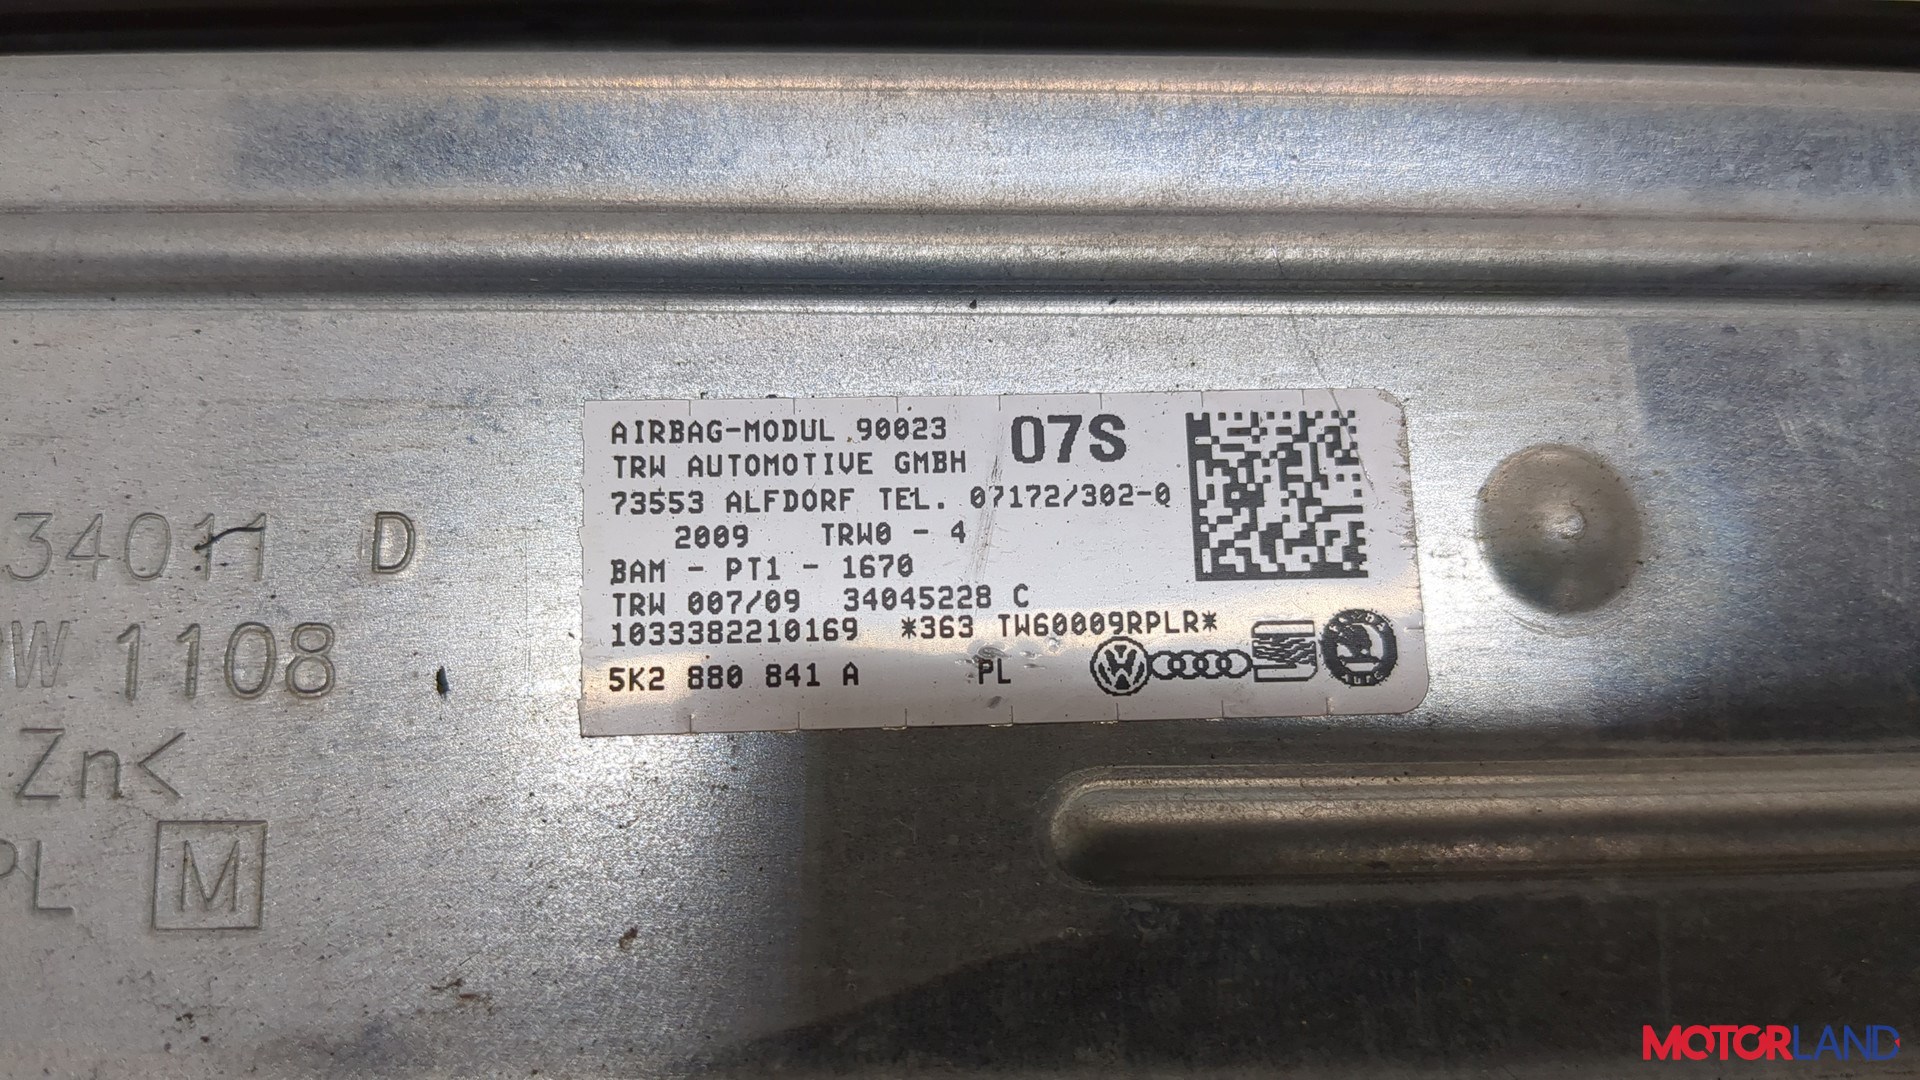 AIRBAG-MODUL 90023
07S
TRW AUTOMOTIVE GMBH
73553 ALFDORF TEL. 07172/302-0
2009 TRW0 - 4
BAM - PT1 - 1670
TRW 007/09 34045228 C
1033382210169 *363 TW60009RPLR*
5K2 880 841 A PL
34011 D
W 1108
Zn<
PL M
MOTORLAND